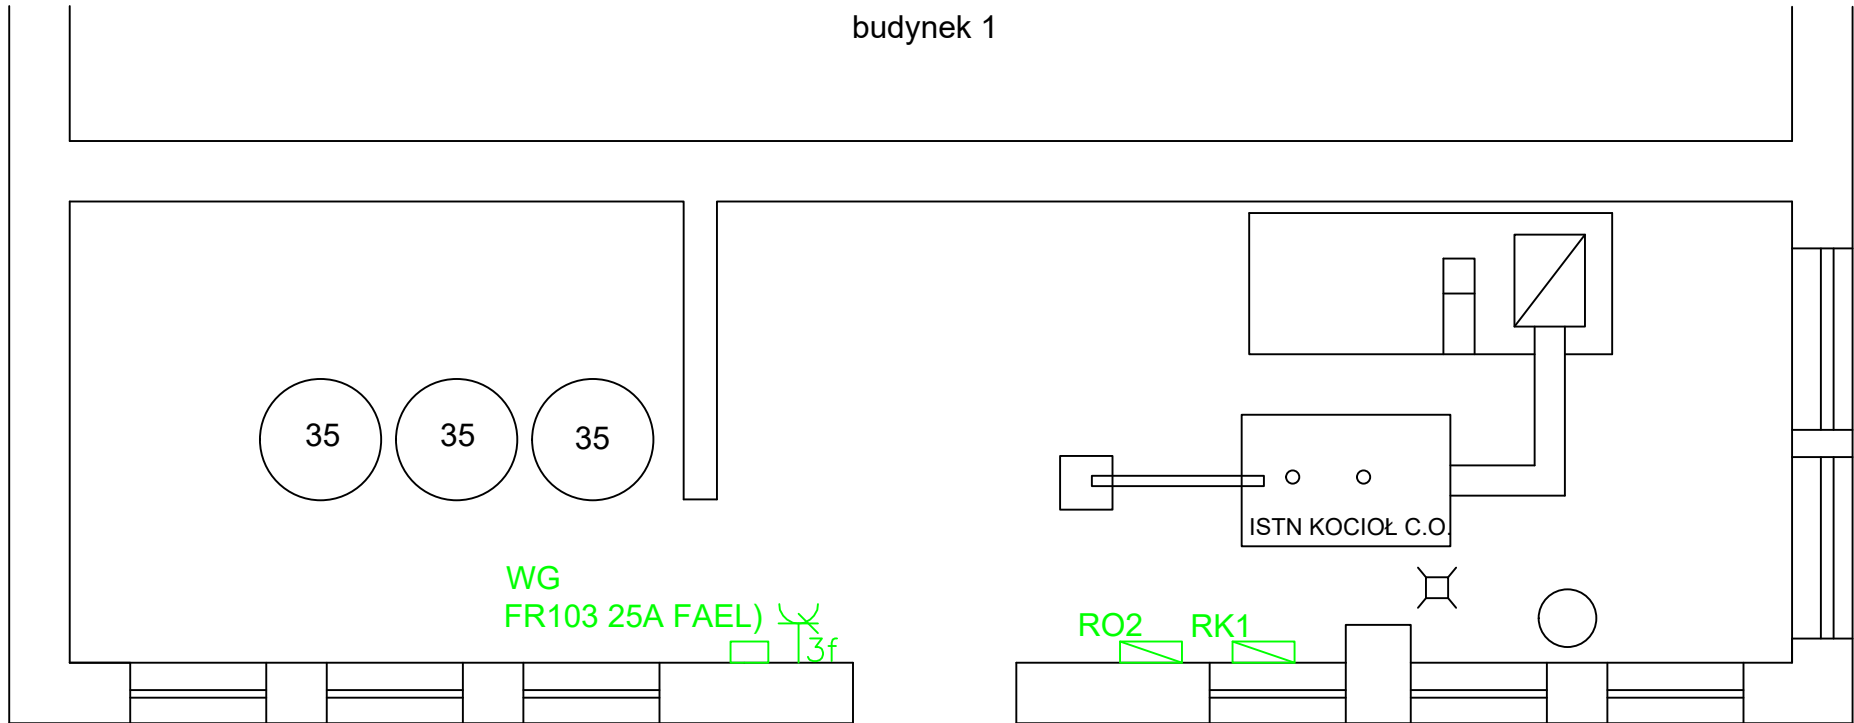 budynek 1
35
35
35
ISTN KOCIOŁ C.O.
WG
FR103 25A FAEL)
3f
RO2
RK1